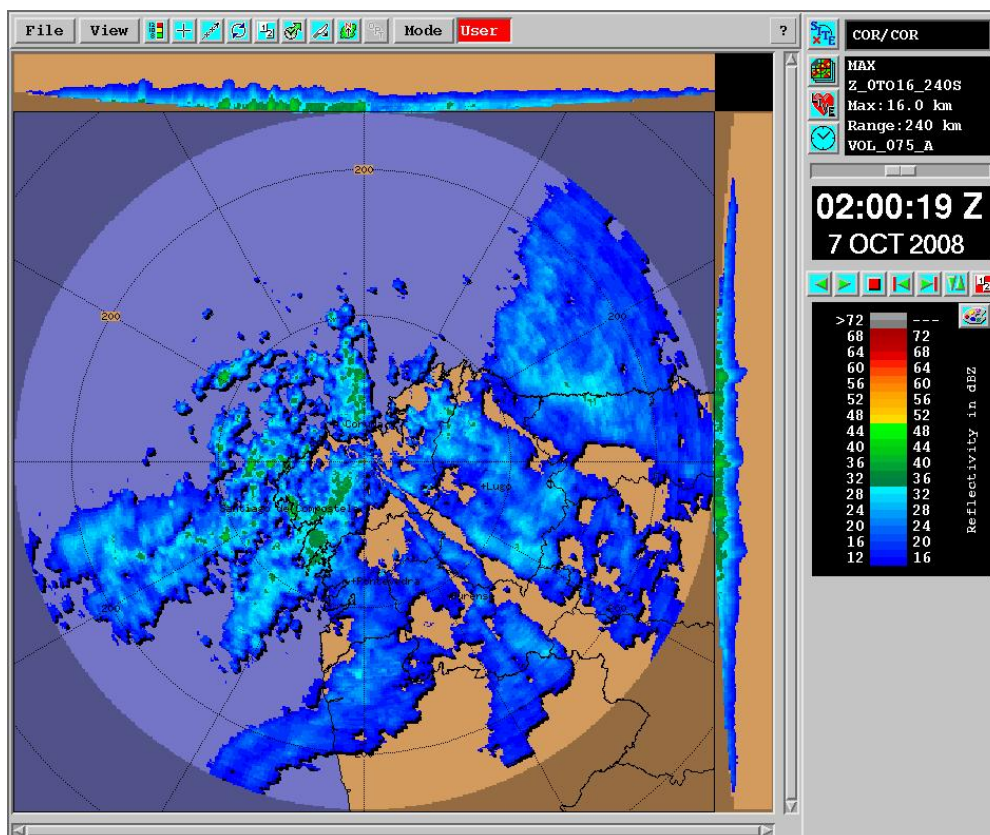 File View Mode User ?
COR/COR
MAX
Z_0TO16_240S
Max:16.0 km
Range:240 km
VOL_075_A
02:00:19 Z
7 OCT 2008
>72 ---
68 72
64 68
60 64
56 60
52 56
48 52
44 48
40 44
36 40
32 36
28 32
24 28
20 24
16 20
12 16
Reflectivity in dBZ
200
200
200
+Lugo
Santiago de Compostela
+Pontevedra
200